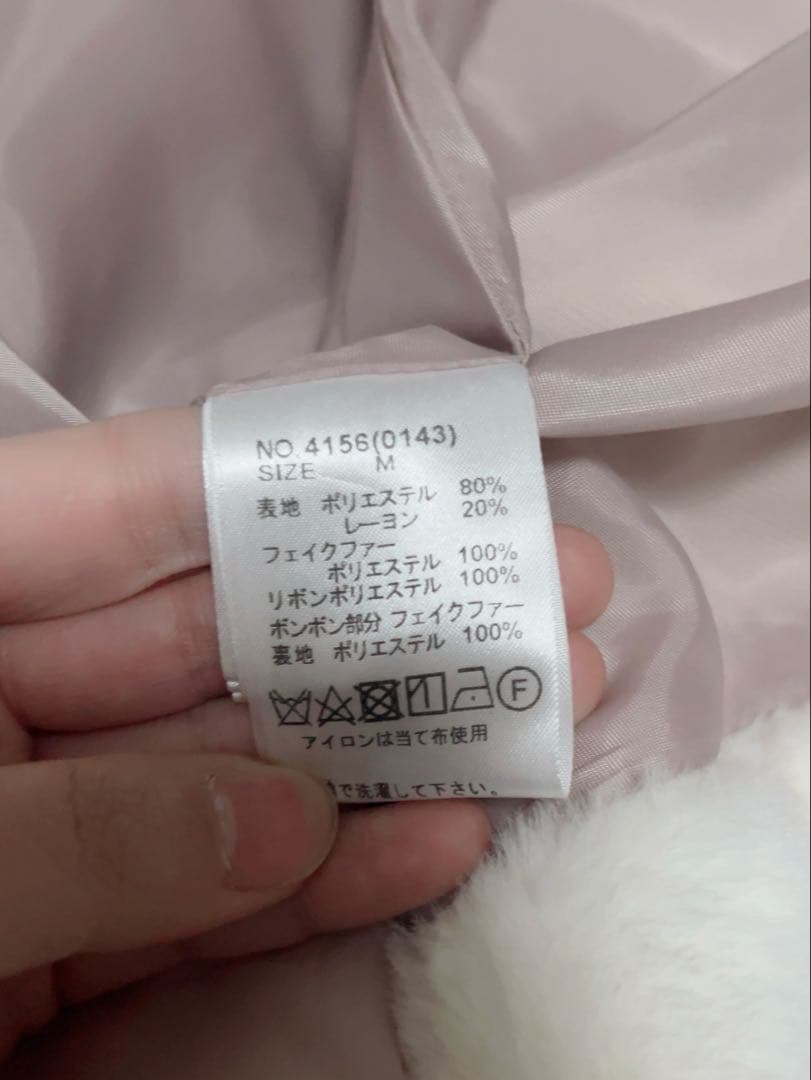 NO.4156(0143)
SIZE M
表地 ポリエステル 80%
レーヨン 20%
フェイクファー
ポリエステル 100%
リボンポリエステル 100%
ボンボン部分 フェイクファー
裏地 ポリエステル 100%
F
アイロンは当て布使用
で洗濯して下さい。